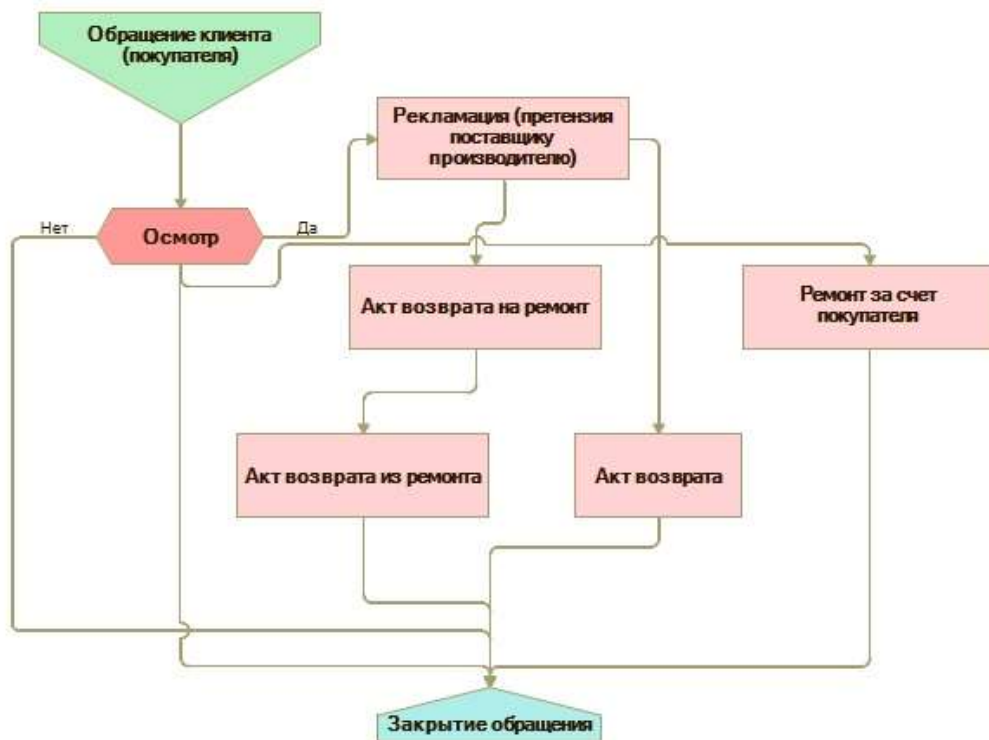 Обращение клиента
(покупателя)
Рекламация (претензия
поставщику
производителю)
Нет
Осмотр
Да
Акт возврата на ремонт
Ремонт за счет
покупателя
Акт возврата из ремонта
Акт возврата
Закрытие обращения